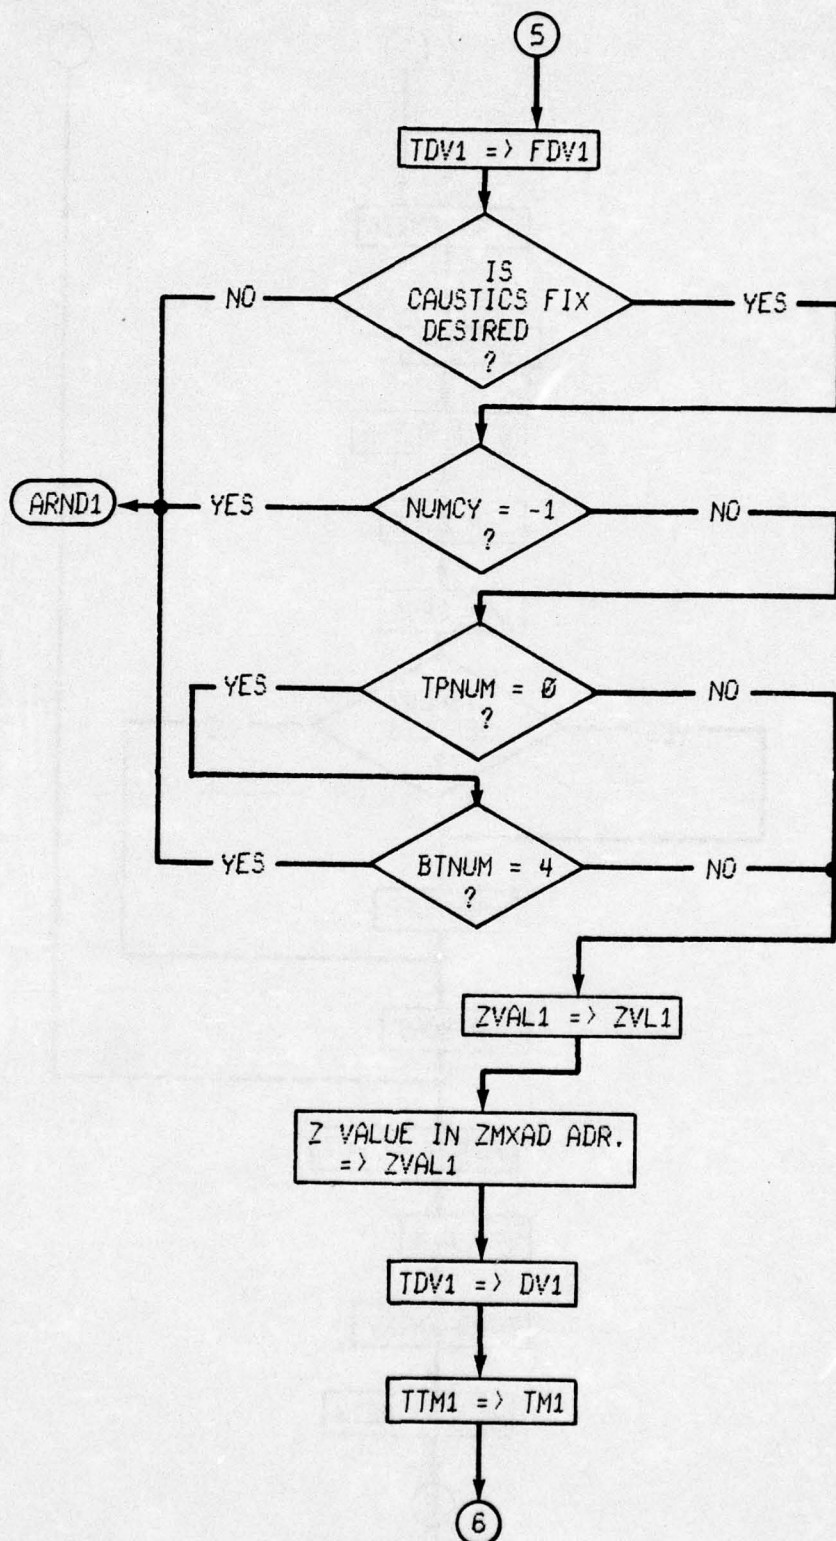 5
TDV1 => FDV1
IS
CAUSTICS FIX
DESIRED
?
NO
YES
ARND1
YES
NUMCY = -1
?
NO
YES
TPNUM = 0
?
NO
YES
BTNUM = 4
?
NO
ZVAL1 => ZVL1
Z VALUE IN ZMXAD ADR.
=> ZVAL1
TDV1 => DV1
TTM1 => TM1
6